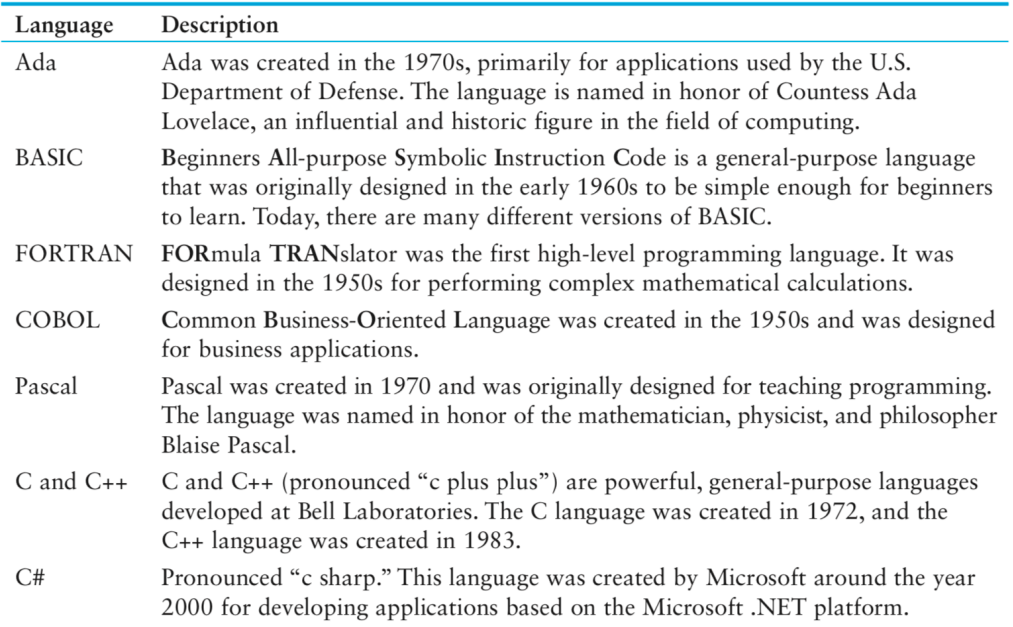 Language Description
Ada Ada was created in the 1970s, primarily for applications used by the U.S.
Department of Defense. The language is named in honor of Countess Ada
Lovelace, an influential and historic figure in the field of computing.
BASIC Beginners All-purpose Symbolic Instruction Code is a general-purpose language
that was originally designed in the early 1960s to be simple enough for beginners
to learn. Today, there are many different versions of BASIC.
FORTRAN FORmula TRANslator was the first high-level programming language. It was
designed in the 1950s for performing complex mathematical calculations.
COBOL Common Business-Oriented Language was created in the 1950s and was designed
for business applications.
Pascal Pascal was created in 1970 and was originally designed for teaching programming.
The language was named in honor of the mathematician, physicist, and philosopher
Blaise Pascal.
C and C++ C and C++ (pronounced “c plus plus”) are powerful, general-purpose languages
developed at Bell Laboratories. The C language was created in 1972, and the
C++ language was created in 1983.
C# Pronounced “c sharp.” This language was created by Microsoft around the year
2000 for developing applications based on the Microsoft .NET platform.